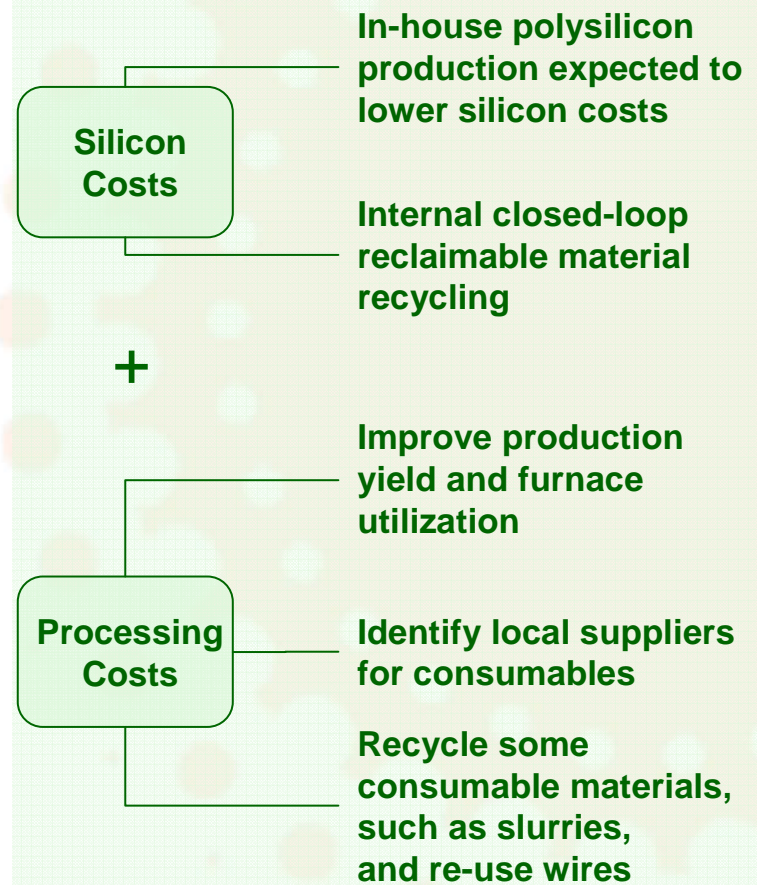 In-house polysilicon
production expected to
lower silicon costs
Silicon
Costs
Internal closed-loop
reclaimable material
recycling
+
Improve production
yield and furnace
utilization
Processing
Costs
Identify local suppliers
for consumables
Recycle some
consumable materials,
such as slurries,
and re-use wires